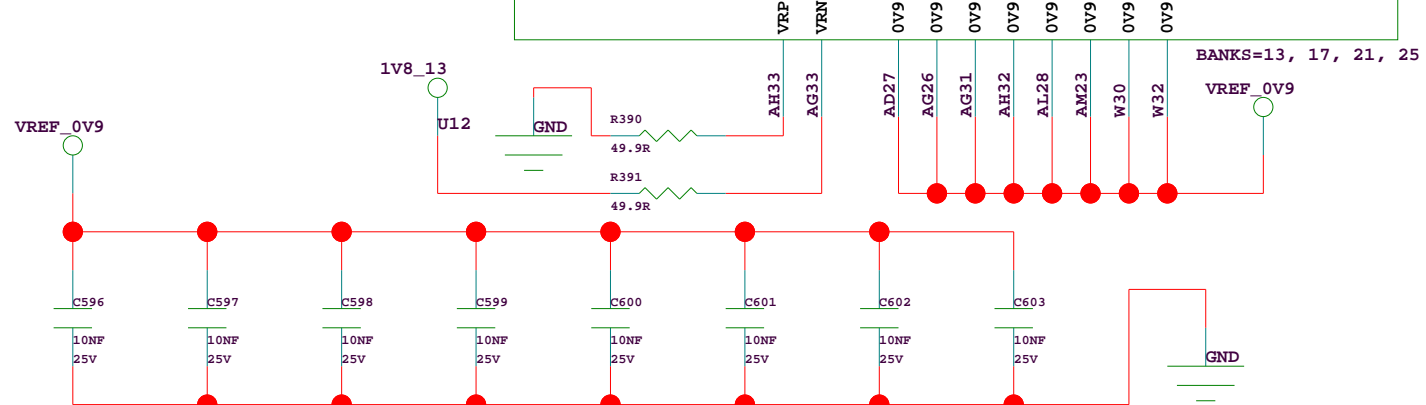 VRP
VRN
0V9
0V9
0V9
0V9
0V9
0V9
0V9
0V9
BANKS=13, 17, 21, 25
1V8_13
VREF_0V9
AH33
AG33
AD27
AG26
AG31
AH32
AL28
AM23
W30
W32
U12
GND
R390
49.9R
VREF_0V9
R391
49.9R
C596
C597
C598
C599
C600
C601
C602
C603
10NF
10NF
10NF
10NF
10NF
10NF
10NF
10NF
25V
25V
25V
25V
25V
25V
25V
25V
GND